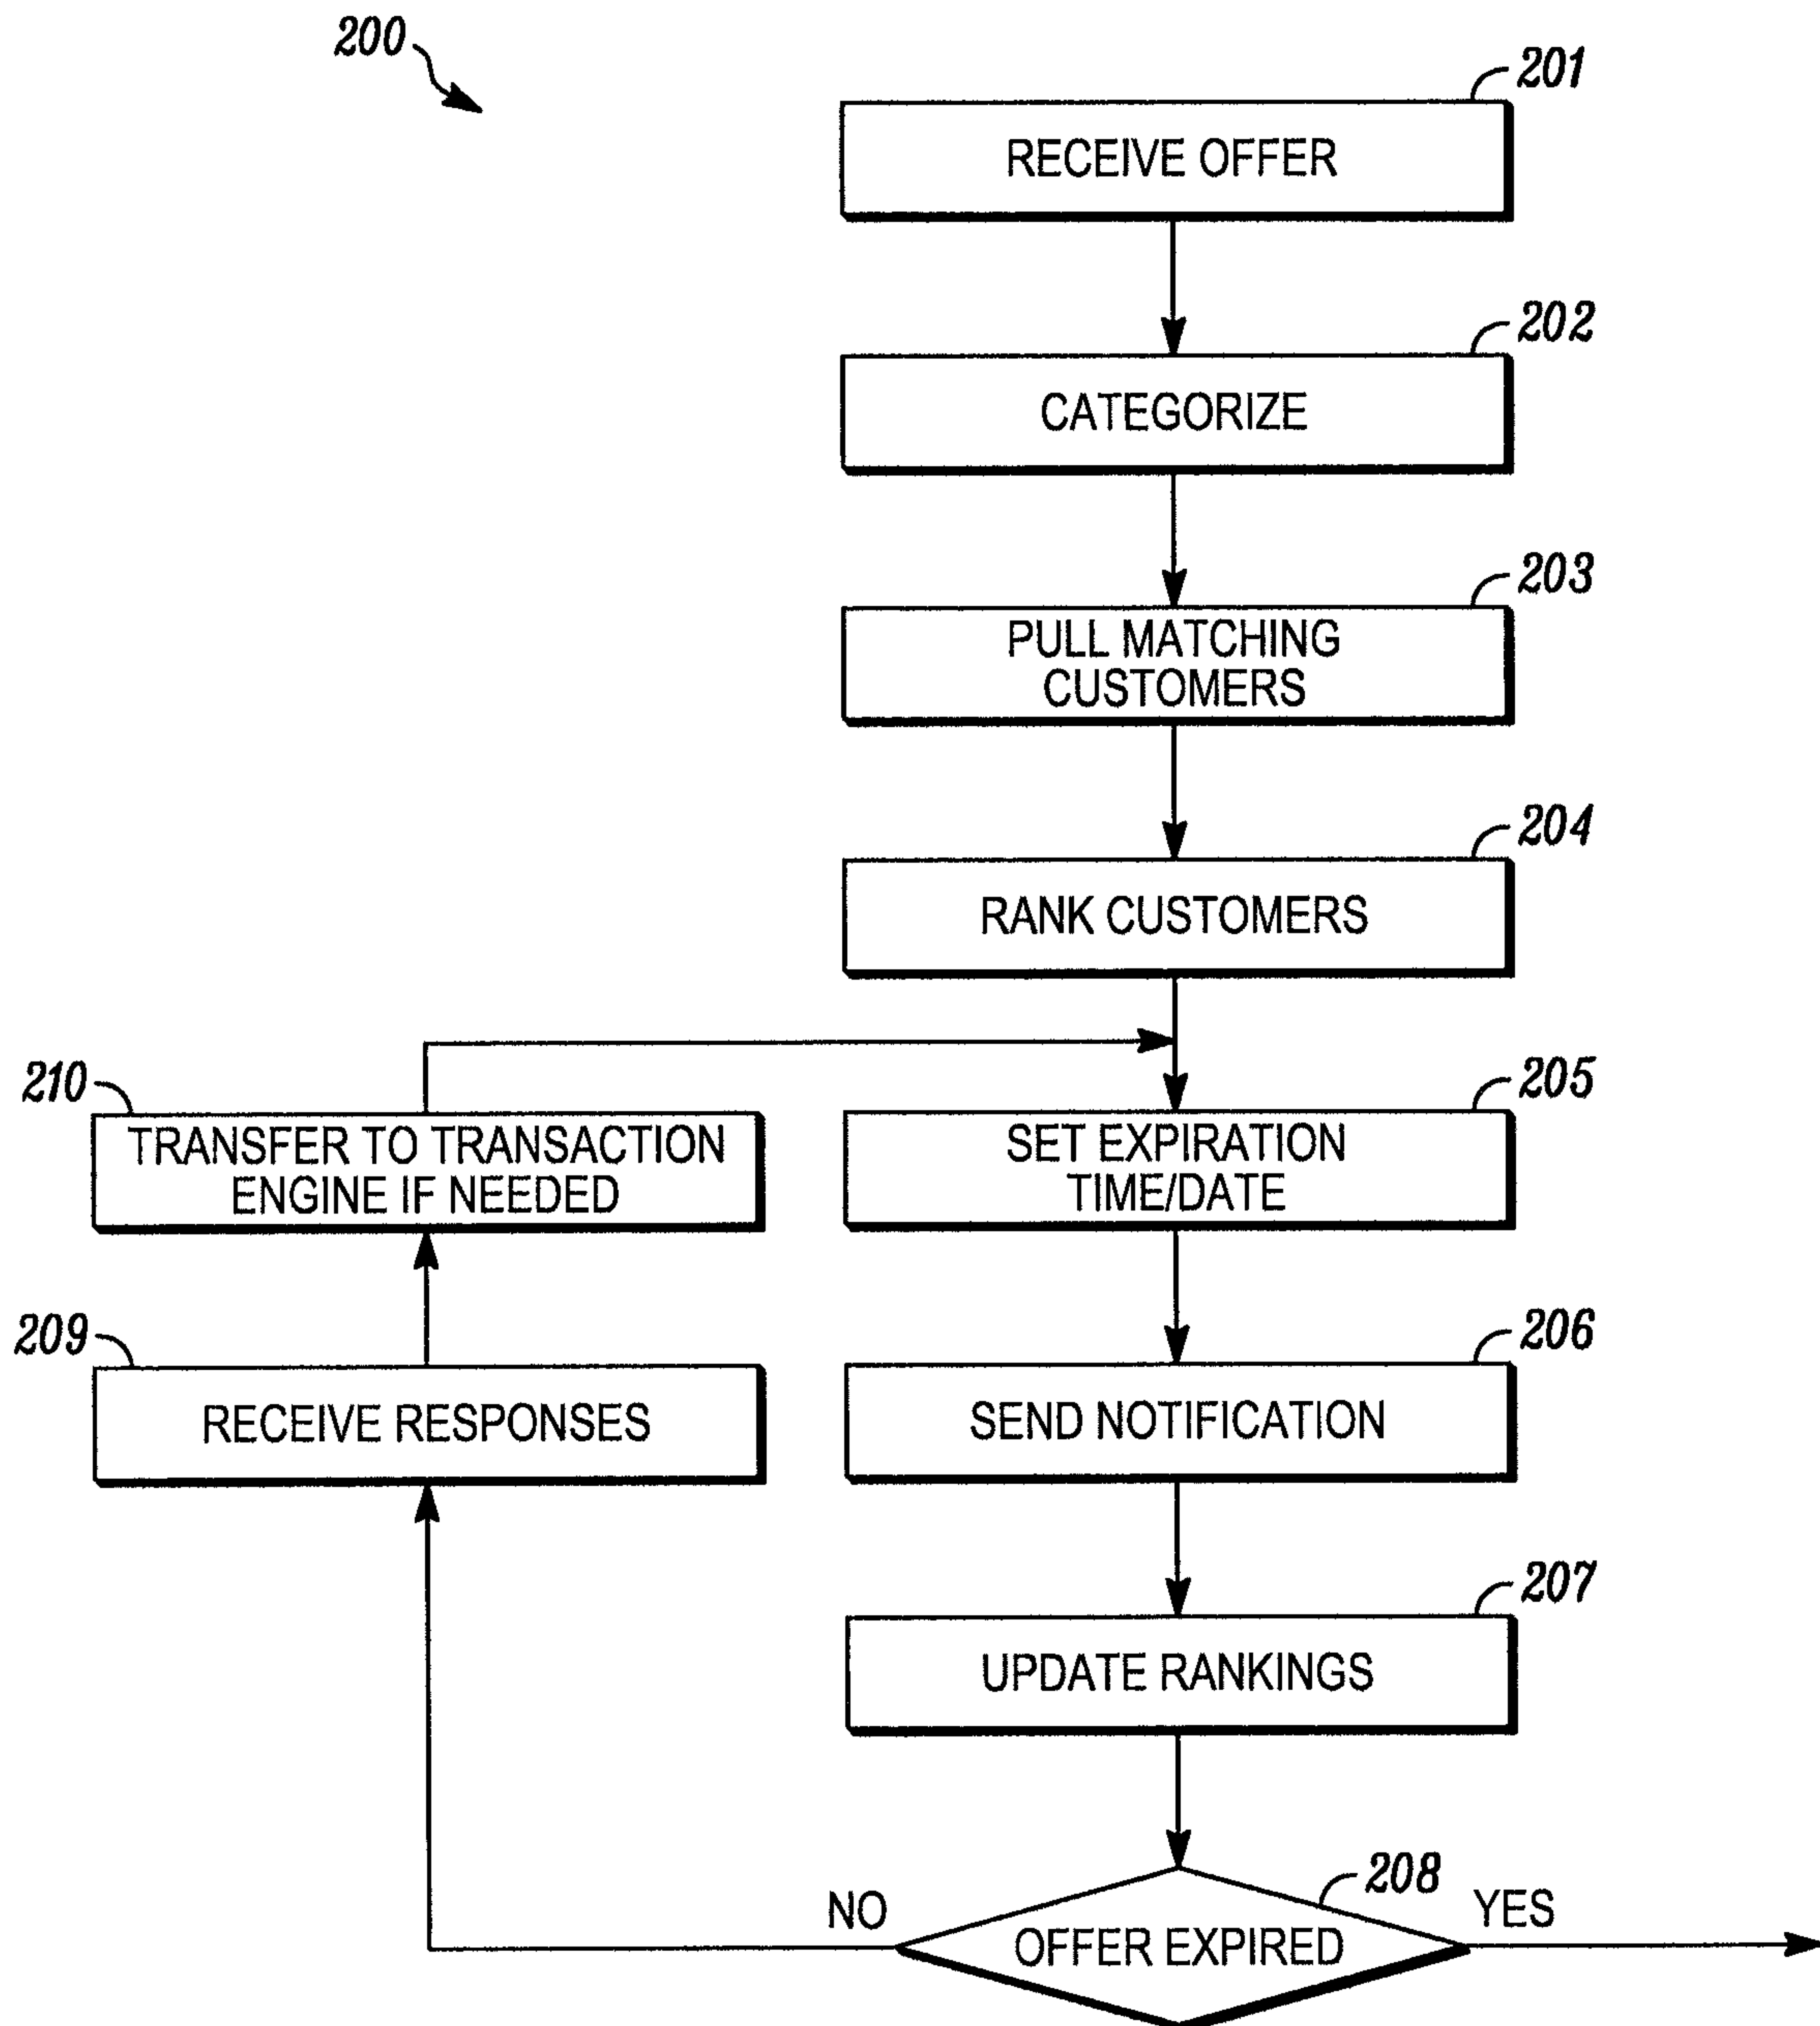 200
201
RECEIVE OFFER
202
CATEGORIZE
203
PULL MATCHING
CUSTOMERS
204
RANK CUSTOMERS
210
TRANSFER TO TRANSACTION
ENGINE IF NEEDED
205
SET EXPIRATION
TIME/DATE
209
RECEIVE RESPONSES
206
SEND NOTIFICATION
207
UPDATE RANKINGS
208
NO
OFFER EXPIRED
YES